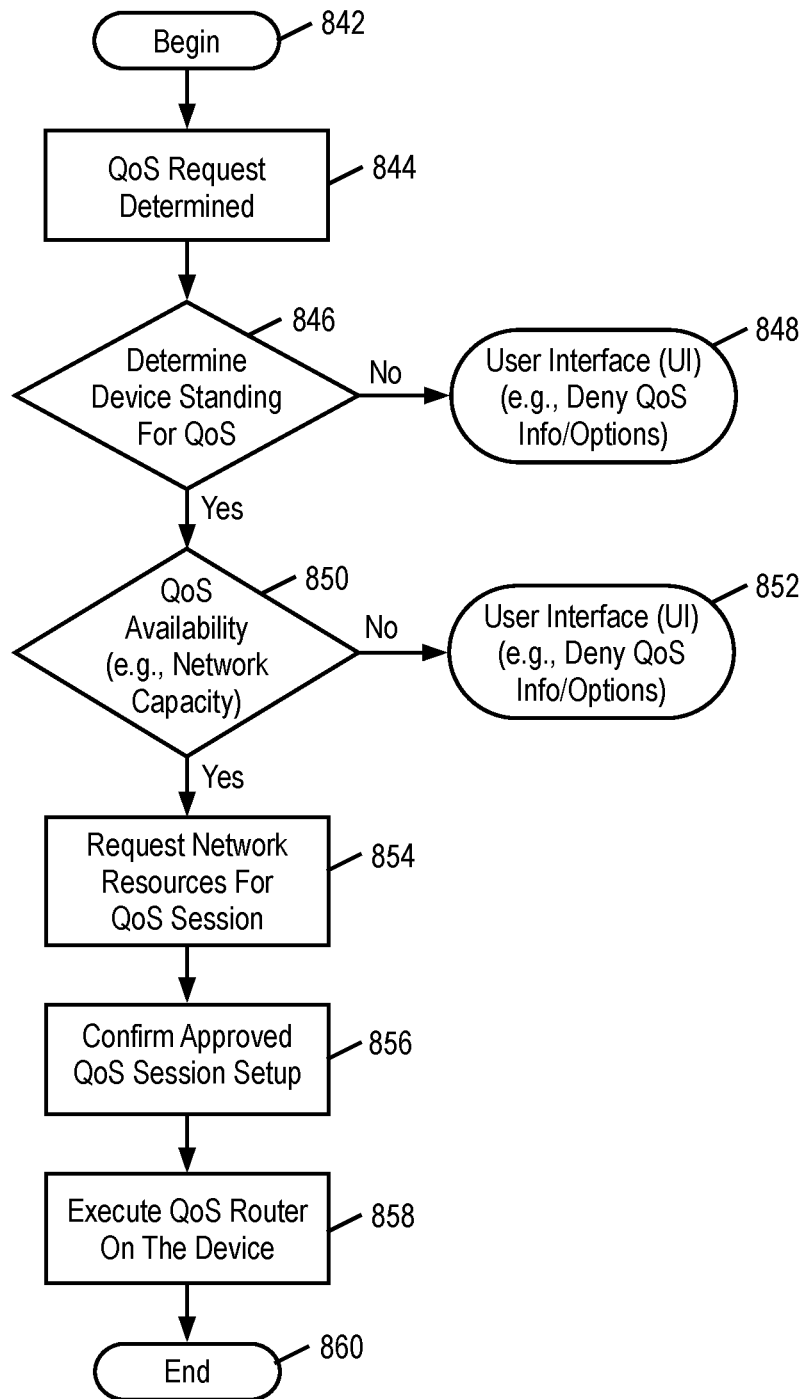 Begin
842
QoS Request
Determined
844
846
Determine
Device Standing
For QoS
No
User Interface (UI)
(e.g., Deny QoS
Info/Options)
848
Yes
850
QoS
Availability
(e.g., Network
Capacity)
No
User Interface (UI)
(e.g., Deny QoS
Info/Options)
852
Yes
Request Network
Resources For
QoS Session
854
Confirm Approved
QoS Session Setup
856
Execute QoS Router
On The Device
858
End
860